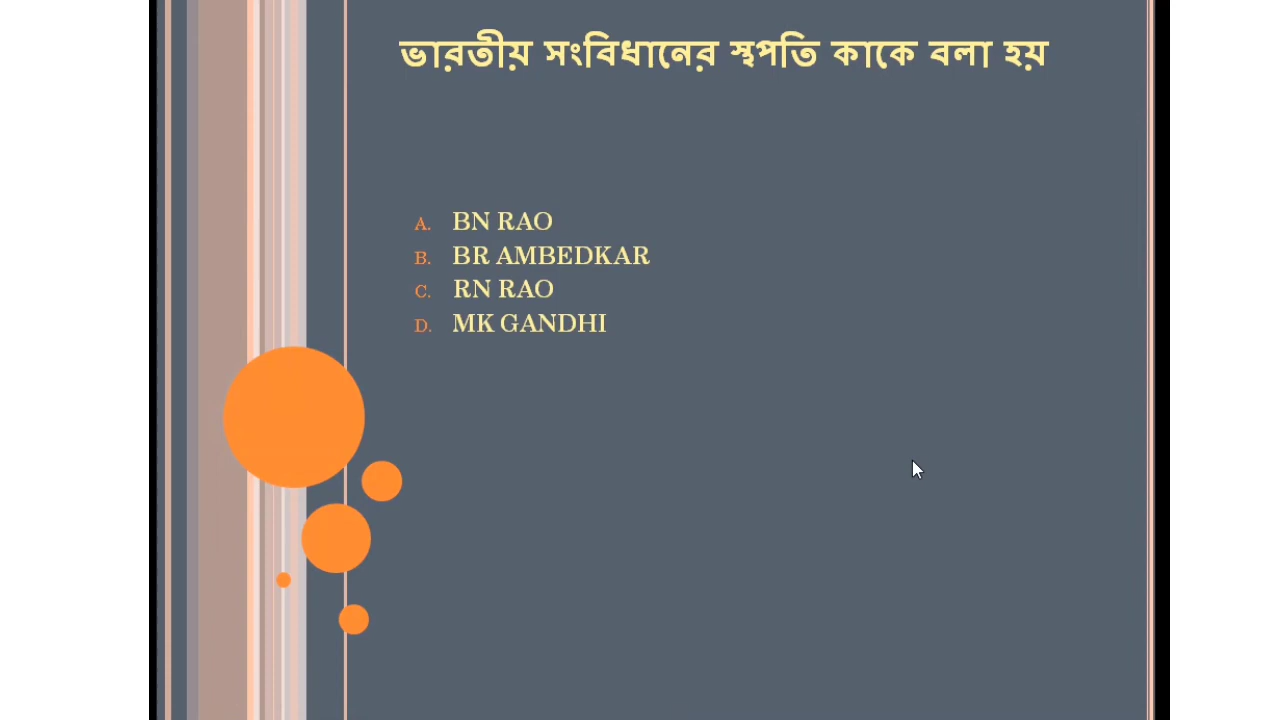 ভারতীয় সংবিধানের স্থপতি কাকে বলা হয়
A. BN RAO
B. BR AMBEDKAR
C. RN RAO
D. MK GANDHI